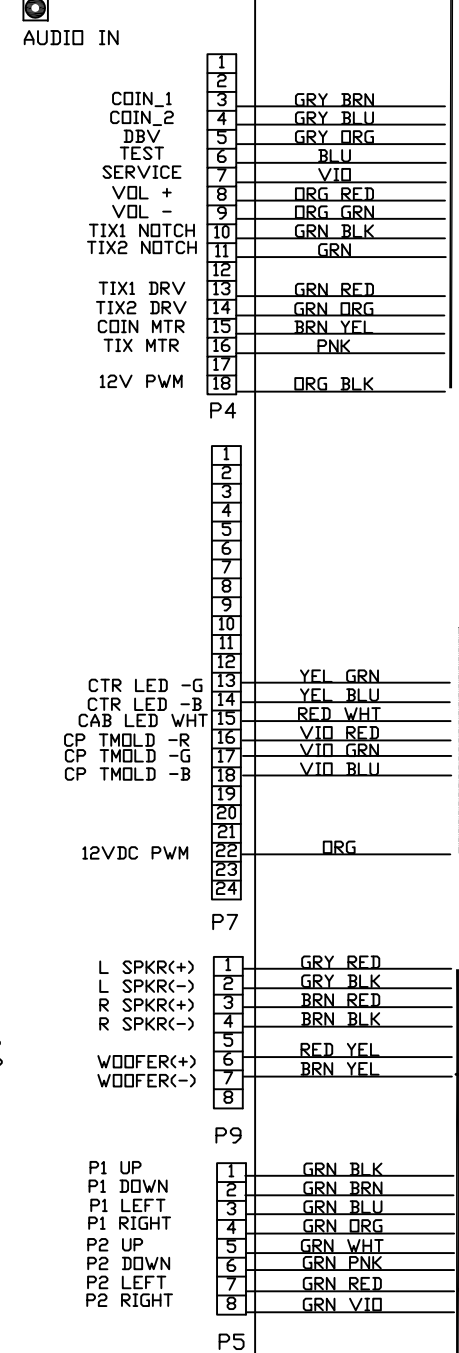 AUDIO IN
1
2
COIN_1 3 GRY BRN
COIN_2 4 GRY BLU
DBV 5 GRY ORG
TEST 6 BLU
SERVICE 7 VIO
VOL + 8 ORG RED
VOL - 9 ORG GRN
TIX1 NOTCH 10 GRN BLK
TIX2 NOTCH 11 GRN
12
TIX1 DRV 13 GRN RED
TIX2 DRV 14 GRN ORG
COIN MTR 15 BRN YEL
TIX MTR 16 PNK
17
12V PWM 18 ORG BLK
P4
1
2
3
4
5
6
7
8
9
10
11
12
CTR LED -G 13 YEL GRN
CTR LED -B 14 YEL BLU
CAB LED WHT 15 RED WHT
CP TMOLD -R 16 VIO RED
CP TMOLD -G 17 VIO GRN
CP TMOLD -B 18 VIO BLU
19
20
21
12VDC PWM 22 ORG
23
24
P7
L SPKR(+) 1 GRY RED
L SPKR(-) 2 GRY BLK
R SPKR(+) 3 BRN RED
R SPKR(-) 4 BRN BLK
5
WOOFER(+) 6 RED YEL
WOOFER(-) 7 BRN YEL
8
P9
P1 UP 1 GRN BLK
P1 DOWN 2 GRN BRN
P1 LEFT 3 GRN BLU
P1 RIGHT 4 GRN ORG
P2 UP 5 GRN WHT
P2 DOWN 6 GRN PNK
P2 LEFT 7 GRN RED
P2 RIGHT 8 GRN VIO
P5